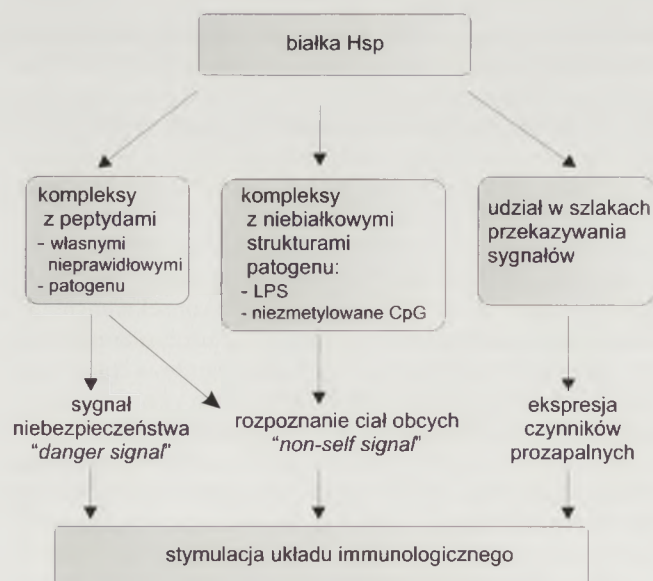 białka Hsp
kompleksy
z peptydami
- własnymi
nieprawidłowymi
- patogenu
kompleksy
z niebiałkowymi
strukturami
patogenu:
- LPS
- niezmetylowane CpG
udział w szlakach
przekazywania
sygnałów
sygnał
niebezpieczeństwa
“danger signal”
rozpoznanie ciał obcych
“non-self signal”
ekspresja
czynników
prozapalnych
stymulacja układu immunologicznego